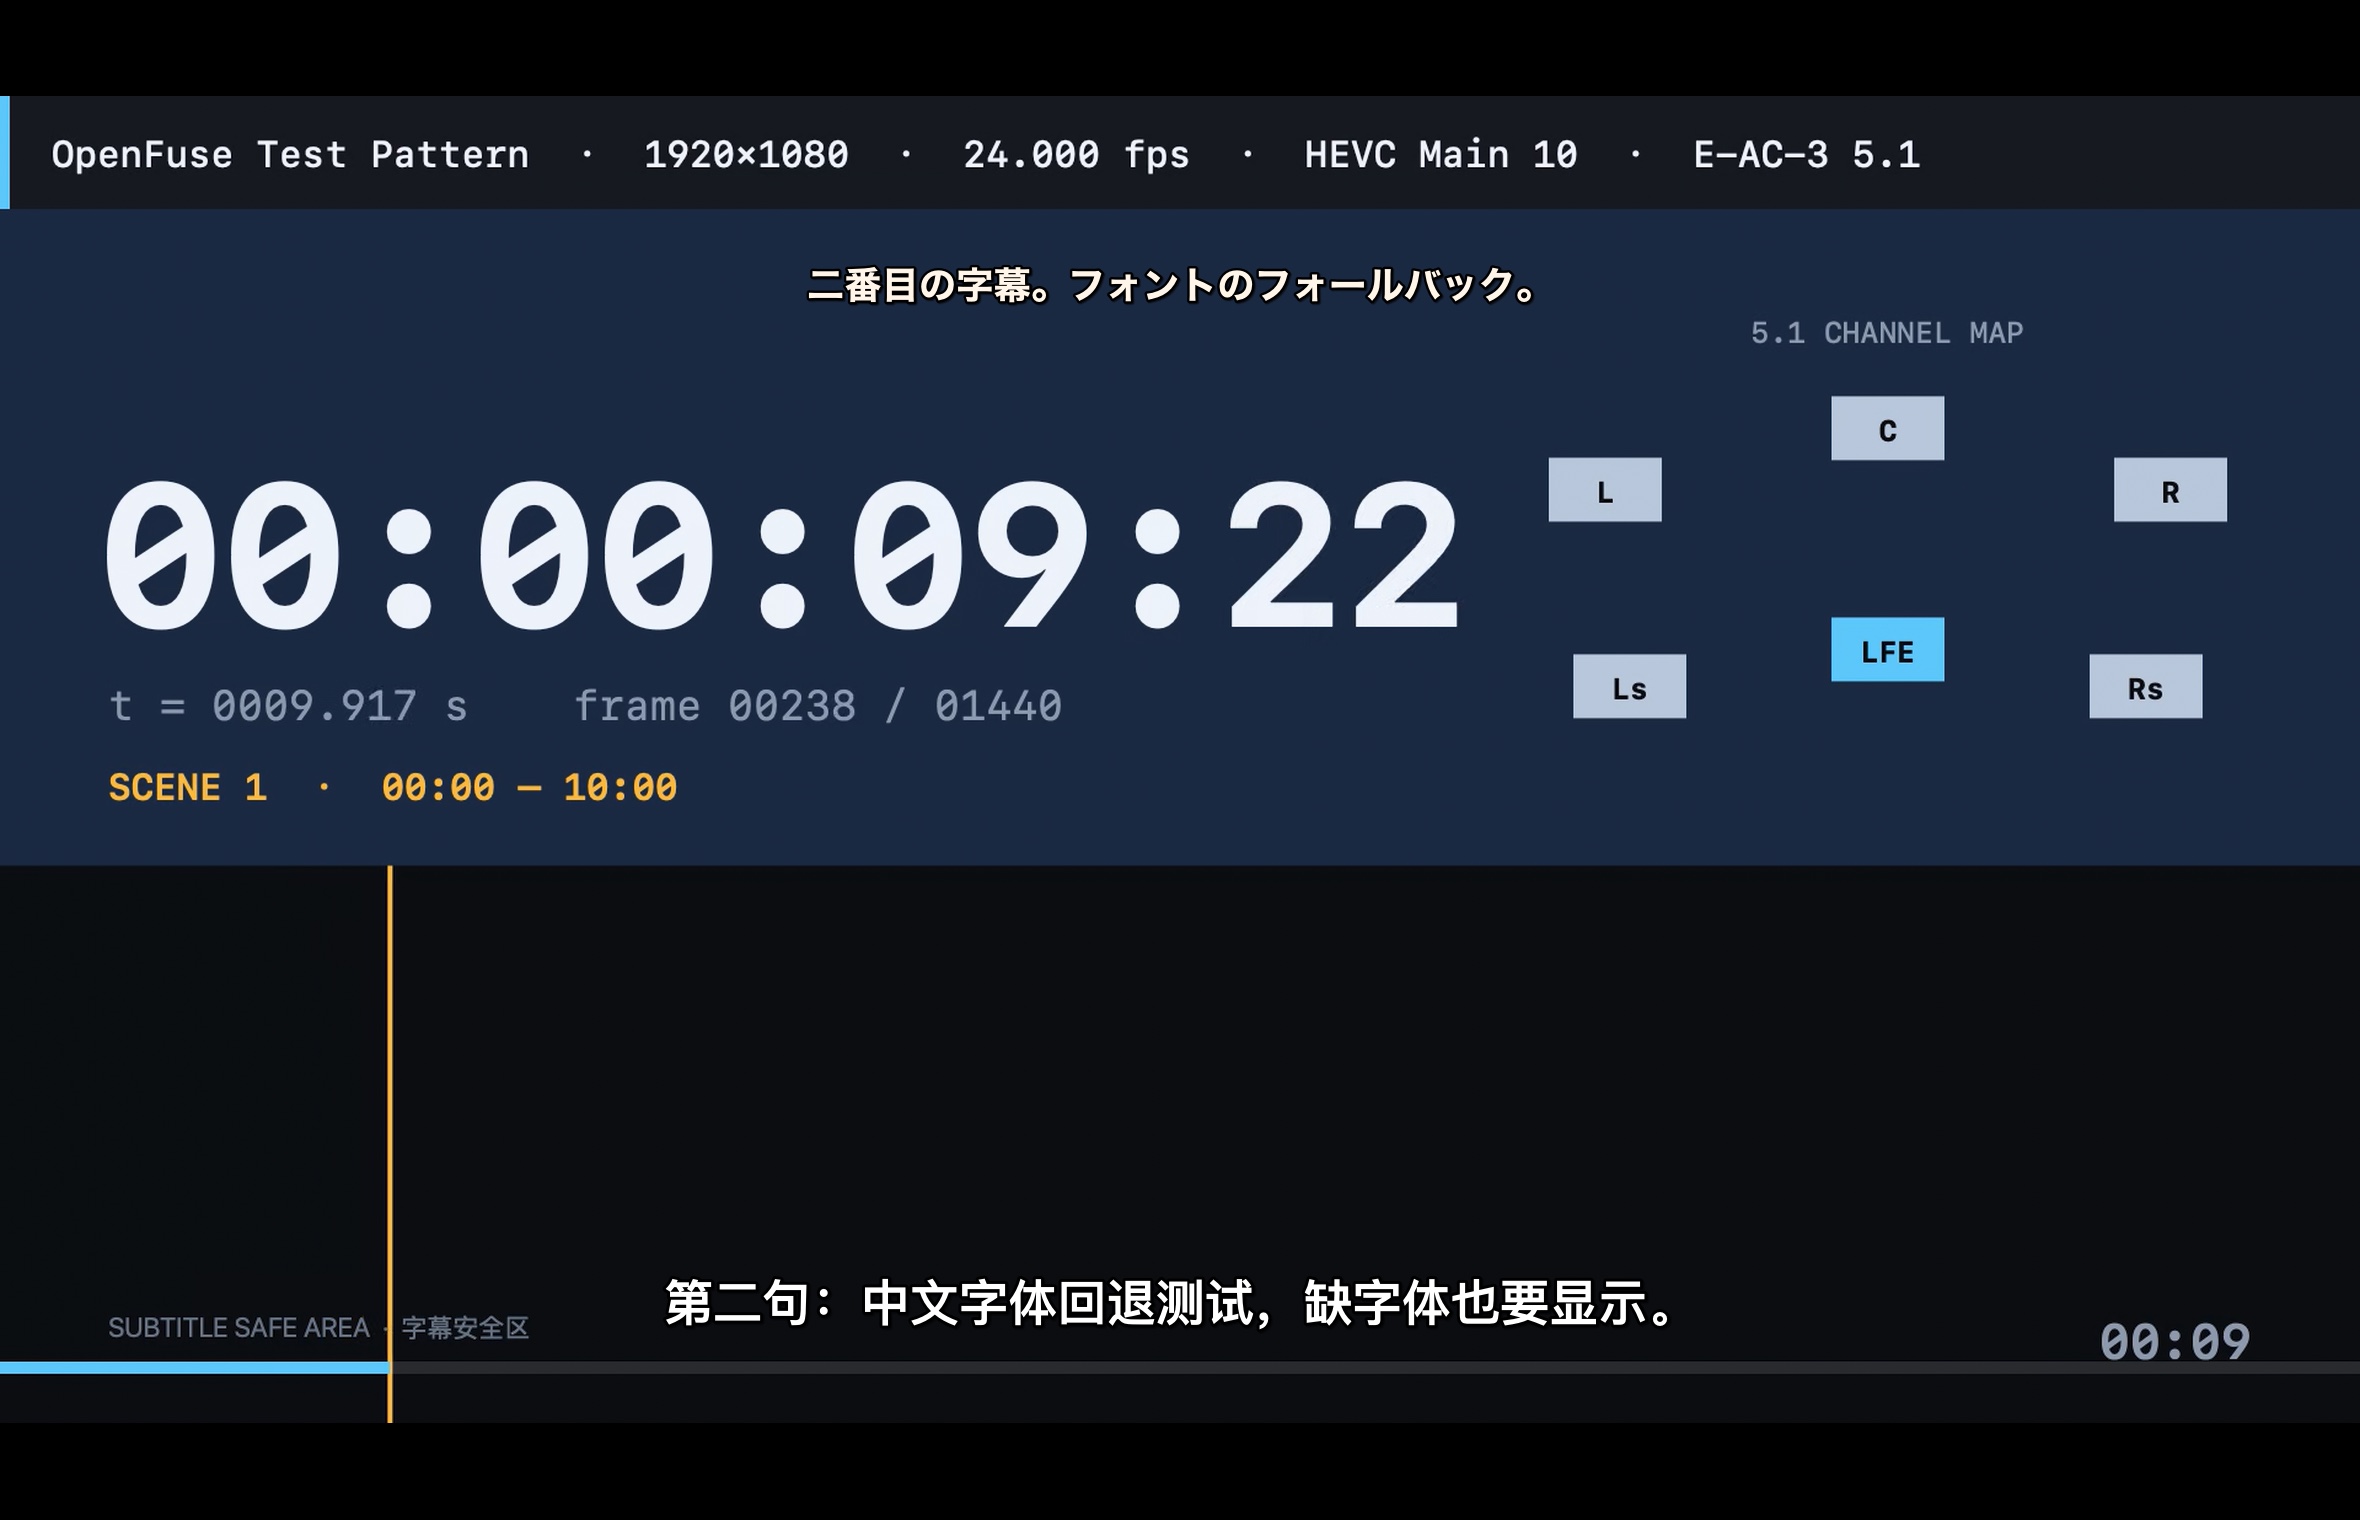 OpenFuse Test Pattern · 1920×1080 · 24.000 fps · HEVC Main 10 · E—AC—3 5.1
二番目の字幕。フォントのフォールバック。
5.1 CHANNEL MAP
C
L
R
00:00:09:22
LFE
Ls
Rs
t = 0009.917 s frame 00238 / 01440
SCENE 1 · 00:00 — 10:00
第二句：中文字体回退测试，缺字体也要显示。
SUBTITLE SAFE AREA · 字幕安全区
00:09